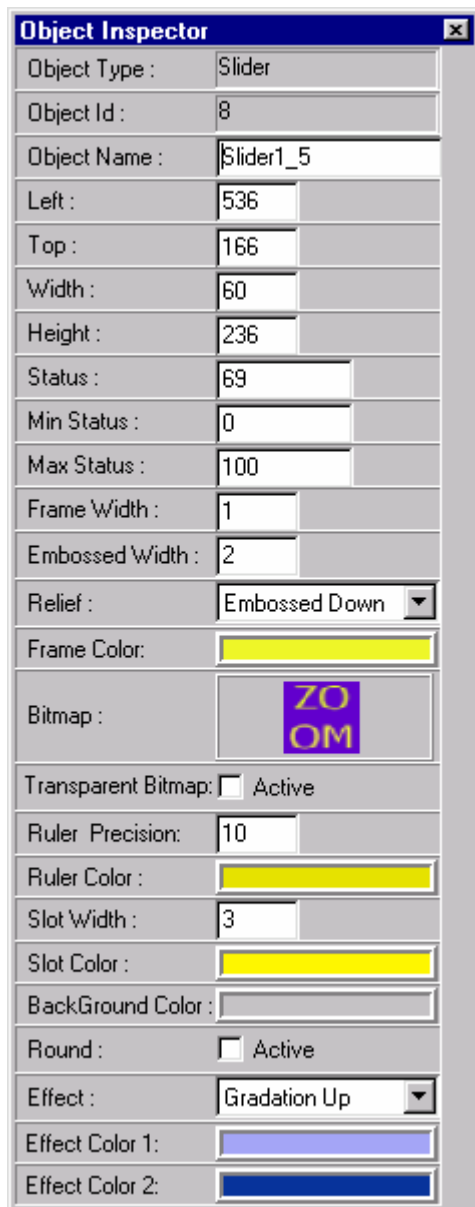 Object Inspector
Object Type : Slider
Object Id : 8
Object Name : Slider1_5
Left : 536
Top : 166
Width : 60
Height : 236
Status : 69
Min Status : 0
Max Status : 100
Frame Width : 1
Embossed Width : 2
Relief : Embossed Down
Frame Color:
Bitmap : ZO
OM
Transparent Bitmap: Active
Ruler Precision: 10
Ruler Color :
Slot Width : 3
Slot Color :
BackGround Color :
Round : Active
Effect : Gradation Up
Effect Color 1:
Effect Color 2: